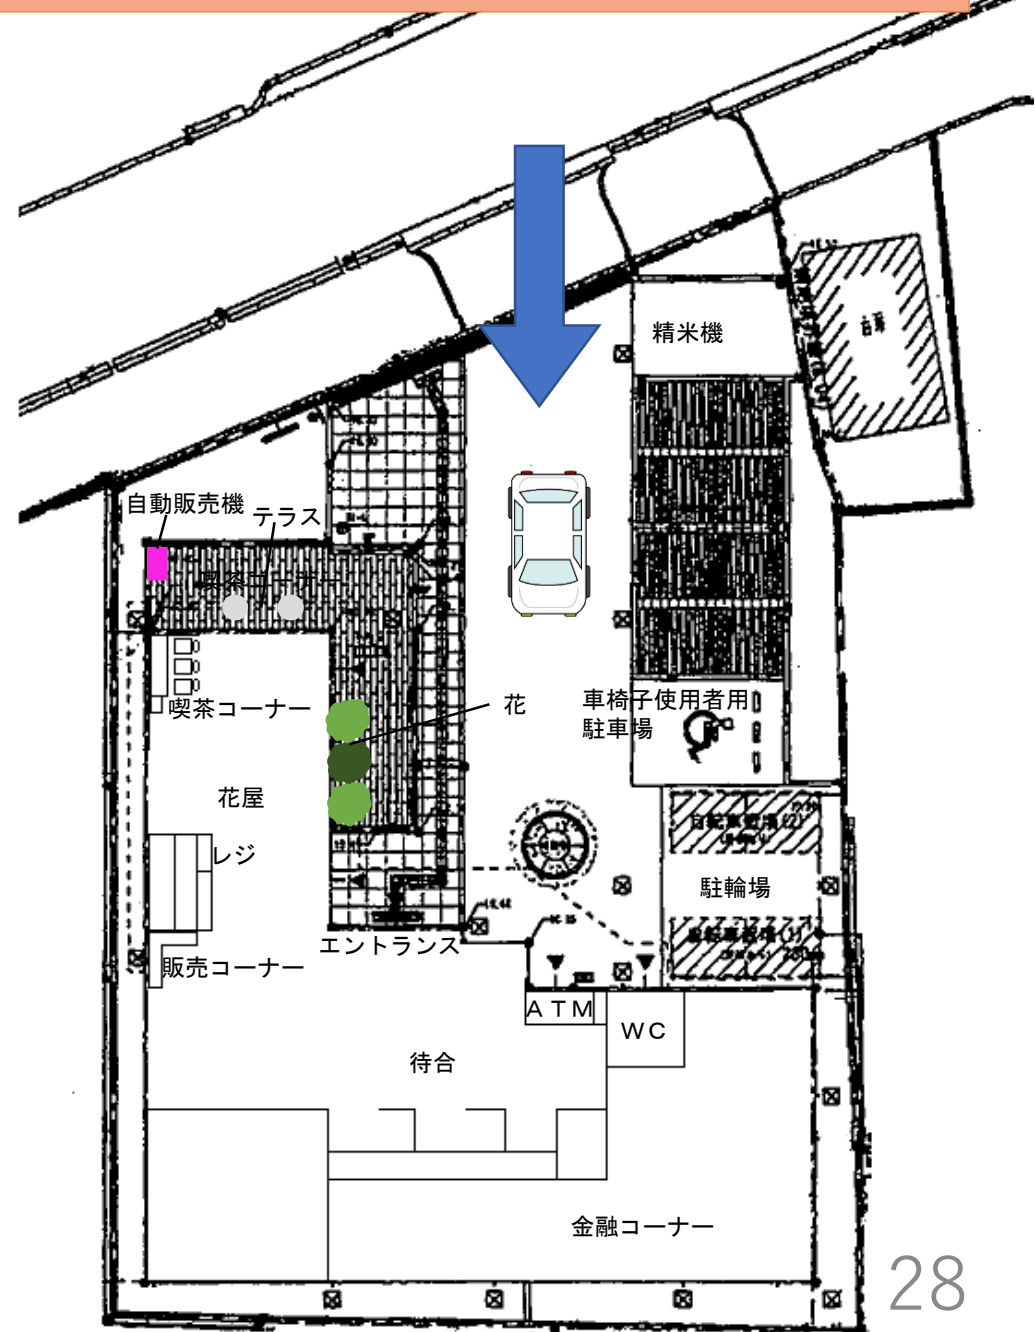 精米機
自動販売機
テラス
喫茶コーナー
喫茶コーナー
花
車椅子使用者用
駐車場
花屋
レジ
駐輪場
エントランス
販売コーナー
ATM
WC
待合
金融コーナー
28